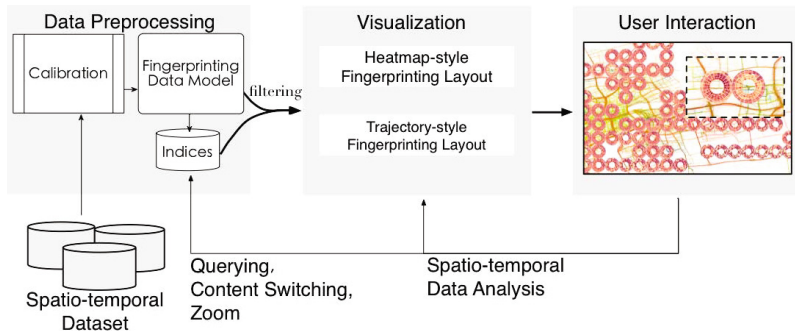 Data Preprocessing
Calibration
Fingerprinting
Data Model
Indices
filtering
Visualization
Heatmap-style
Fingerprinting Layout
Trajectory-style
Fingerprinting Layout
User Interaction
Spatio-temporal
Dataset
Querying,
Content Switching,
Zoom
Spatio-temporal
Data Analysis